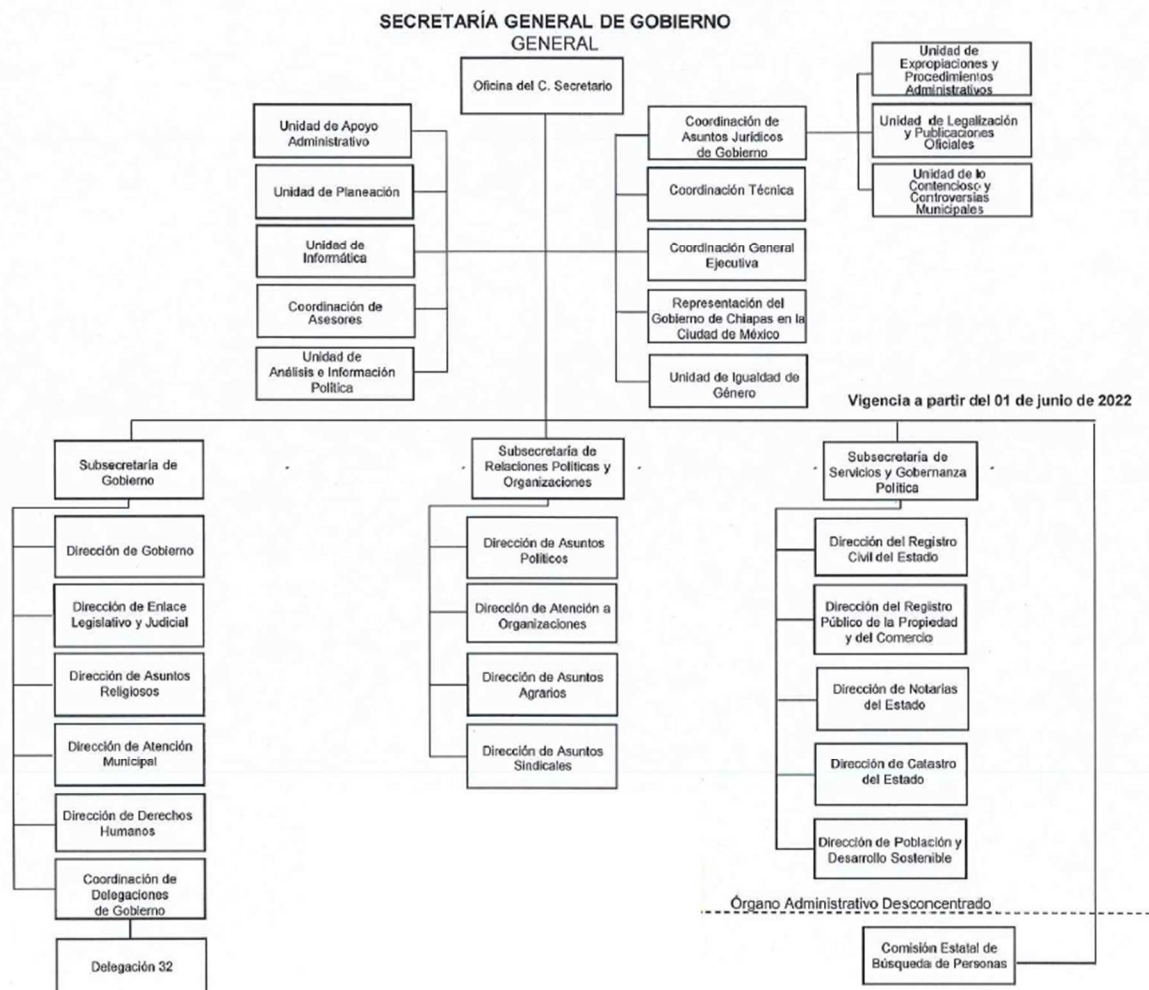 SECRETARÍA GENERAL DE GOBIERNO
GENERAL
Oficina del C. Secretario
Unidad de Apoyo
Administrativo
Unidad de Planeación
Unidad de
Informática
Coordinación de
Asesores
Unidad de
Análisis e Información
Política
Coordinación de
Asuntos Jurídicos
de Gobierno
Coordinación Técnica
Coordinación General
Ejecutiva
Representación del
Gobierno de Chiapas en la
Ciudad de México
Unidad de Igualdad de
Género
Unidad de
Expropiaciones y
Procedimientos
Administrativos
Unidad de Legalización
y Publicaciones
Oficiales
Unidad de lo
Contencioso y
Controversias
Municipales
Vigencia a partir del 01 de junio de 2022
Subsecretaría de
Gobierno
Dirección de Gobierno
Dirección de Enlace
Legislativo y Judicial
Dirección de Asuntos
Religiosos
Dirección de Atención
Municipal
Dirección de Derechos
Humanos
Coordinación de
Delegaciones
de Gobierno
Delegación 32
Subsecretaría de
Relaciones Políticas y
Organizaciones
Dirección de Asuntos
Políticos
Dirección de Atención a
Organizaciones
Dirección de Asuntos
Agrarios
Dirección de Asuntos
Sindicales
Subsecretaría de
Servicios y Gobernanza
Política
Dirección del Registro
Civil del Estado
Dirección del Registro
Público de la Propiedad
y del Comercio
Dirección de Notarias
del Estado
Dirección de Catastro
del Estado
Dirección de Población y
Desarrollo Sostenible
Órgano Administrativo Desconcentrado
Comisión Estatal de
Búsqueda de Personas